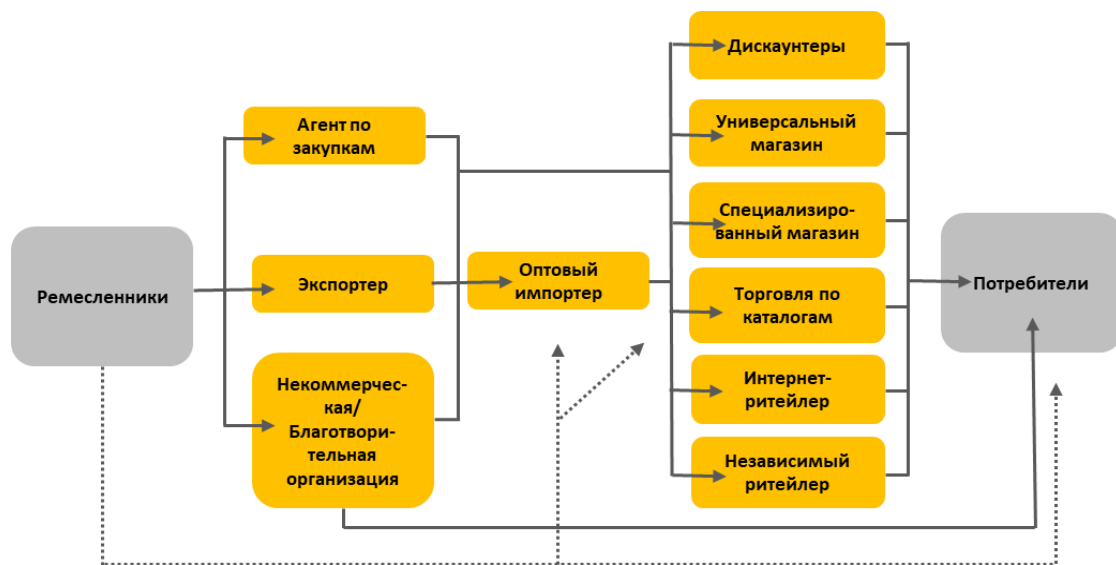 Ремесленники
Агент по
закупкам
Экспортер
Некоммерчес-
кая/
Благотвори-
тельная
организация
Оптовый
импортер
Дискаунтеры
Универсальный
магазин
Специализиро-
ванный магазин
Торговля по
каталогам
Интернет-
ритейлер
Независимый
ритейлер
Потребители